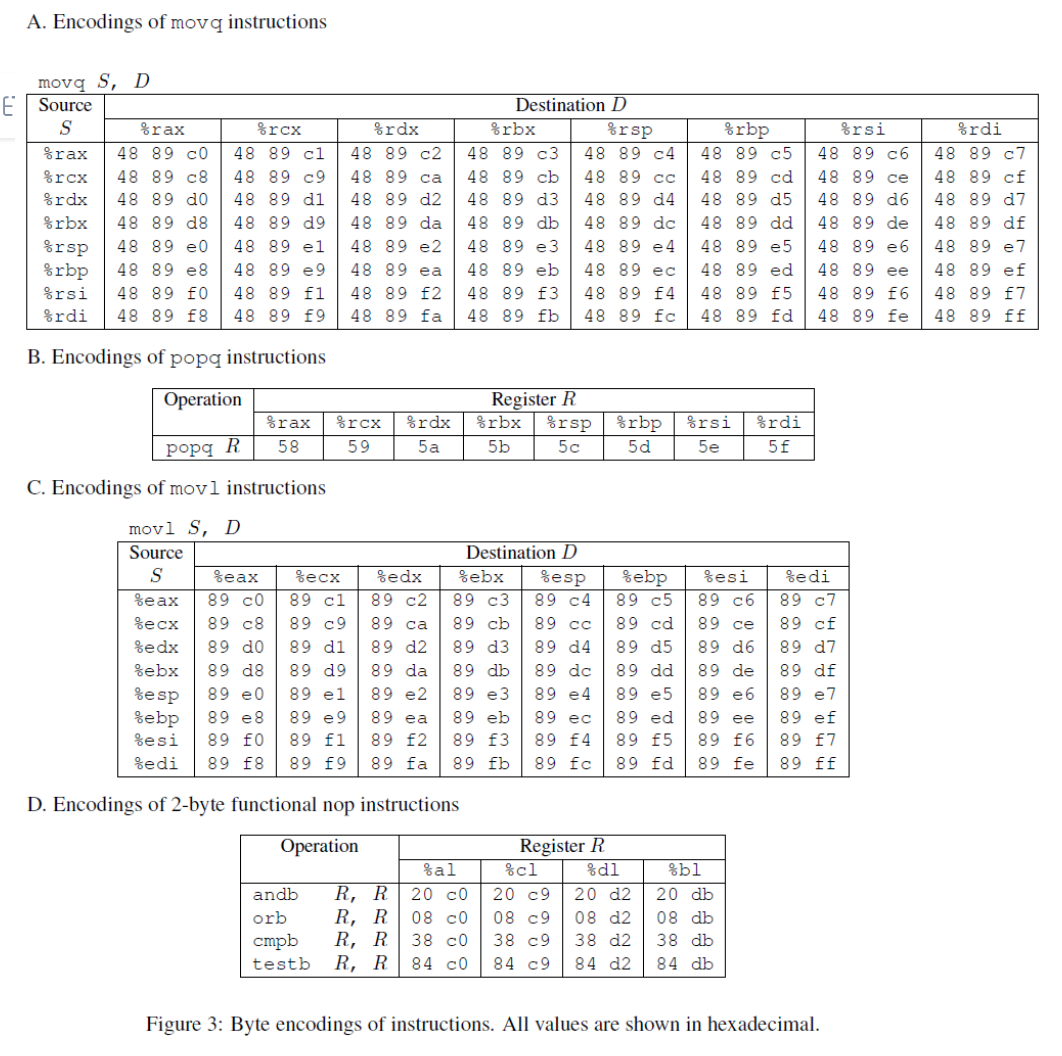 A. Encodings of movq instructions
movq S, D
Source Destination D
S %rax %rcx %rdx %rbx %rsp %rbp %rsi %rdi
%rax 48 89 c0 48 89 c1 48 89 c2 48 89 c3 48 89 c4 48 89 c5 48 89 c6 48 89 c7
%rcx 48 89 c8 48 89 c9 48 89 ca 48 89 cb 48 89 cc 48 89 cd 48 89 ce 48 89 cf
%rdx 48 89 d0 48 89 d1 48 89 d2 48 89 d3 48 89 d4 48 89 d5 48 89 d6 48 89 d7
%rbx 48 89 d8 48 89 d9 48 89 da 48 89 db 48 89 dc 48 89 dd 48 89 de 48 89 df
%rsp 48 89 e0 48 89 e1 48 89 e2 48 89 e3 48 89 e4 48 89 e5 48 89 e6 48 89 e7
%rbp 48 89 e8 48 89 e9 48 89 ea 48 89 eb 48 89 ec 48 89 ed 48 89 ee 48 89 ef
%rsi 48 89 f0 48 89 f1 48 89 f2 48 89 f3 48 89 f4 48 89 f5 48 89 f6 48 89 f7
%rdi 48 89 f8 48 89 f9 48 89 fa 48 89 fb 48 89 fc 48 89 fd 48 89 fe 48 89 ff
B. Encodings of popq instructions
Operation Register R
%rax %rcx %rdx %rbx %rsp %rbp %rsi %rdi
popq R 58 59 5a 5b 5c 5d 5e 5f
C. Encodings of movl instructions
movl S, D
Source Destination D
S %eax %ecx %edx %ebx %esp %ebp %esi %edi
%eax 89 c0 89 c1 89 c2 89 c3 89 c4 89 c5 89 c6 89 c7
%ecx 89 c8 89 c9 89 ca 89 cb 89 cc 89 cd 89 ce 89 cf
%edx 89 d0 89 d1 89 d2 89 d3 89 d4 89 d5 89 d6 89 d7
%ebx 89 d8 89 d9 89 da 89 db 89 dc 89 dd 89 de 89 df
%esp 89 e0 89 e1 89 e2 89 e3 89 e4 89 e5 89 e6 89 e7
%ebp 89 e8 89 e9 89 ea 89 eb 89 ec 89 ed 89 ee 89 ef
%esi 89 f0 89 f1 89 f2 89 f3 89 f4 89 f5 89 f6 89 f7
%edi 89 f8 89 f9 89 fa 89 fb 89 fc 89 fd 89 fe 89 ff
D. Encodings of 2-byte functional nop instructions
Operation Register R
%al %cl %dl %bl
andb R, R 20 c0 20 c9 20 d2 20 db
orb R, R 08 c0 08 c9 08 d2 08 db
cmpb R, R 38 c0 38 c9 38 d2 38 db
testb R, R 84 c0 84 c9 84 d2 84 db
Figure 3: Byte encodings of instructions. All values are shown in hexadecimal.